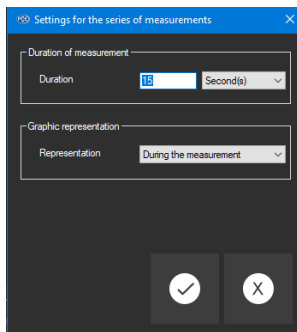 Settings for the series of measurements
Duration of measurement
Duration 15 Second(s)
Graphic representation
Representation During the measurement
X